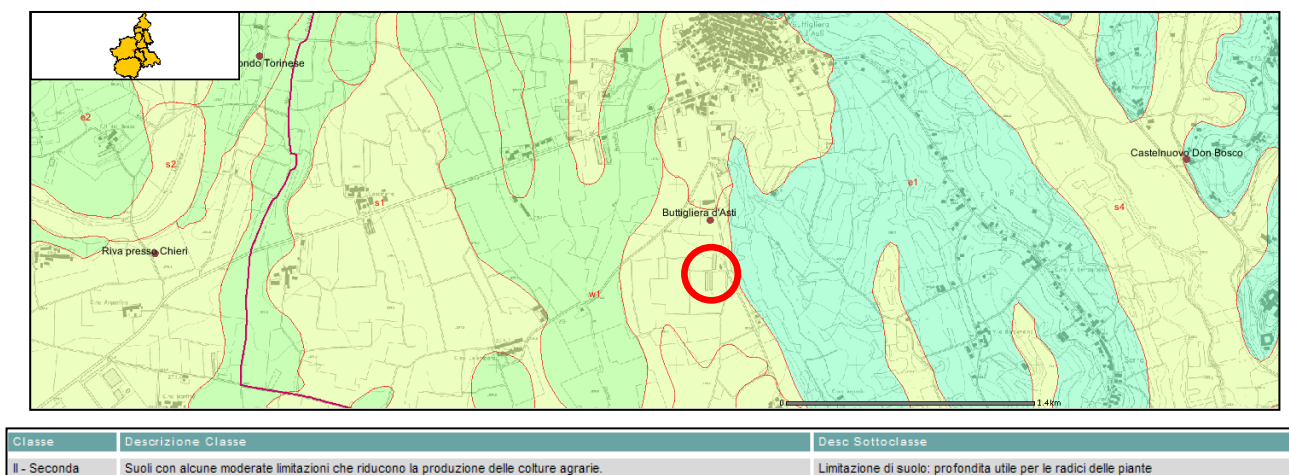 ondo Torinese
ttigliera
d'Asti
e2
s2
Castelnuovo Don Bosco
e1
s1
s4
Buttigliera d'Asti
Riva presso Chieri
w1
0
1.4km
Classe Descrizione Classe Desc Sottoclasse
II - Seconda Suoli con alcune moderate limitazioni che riducono la produzione delle colture agrarie. Limitazione di suolo: profondita utile per le radici delle piante